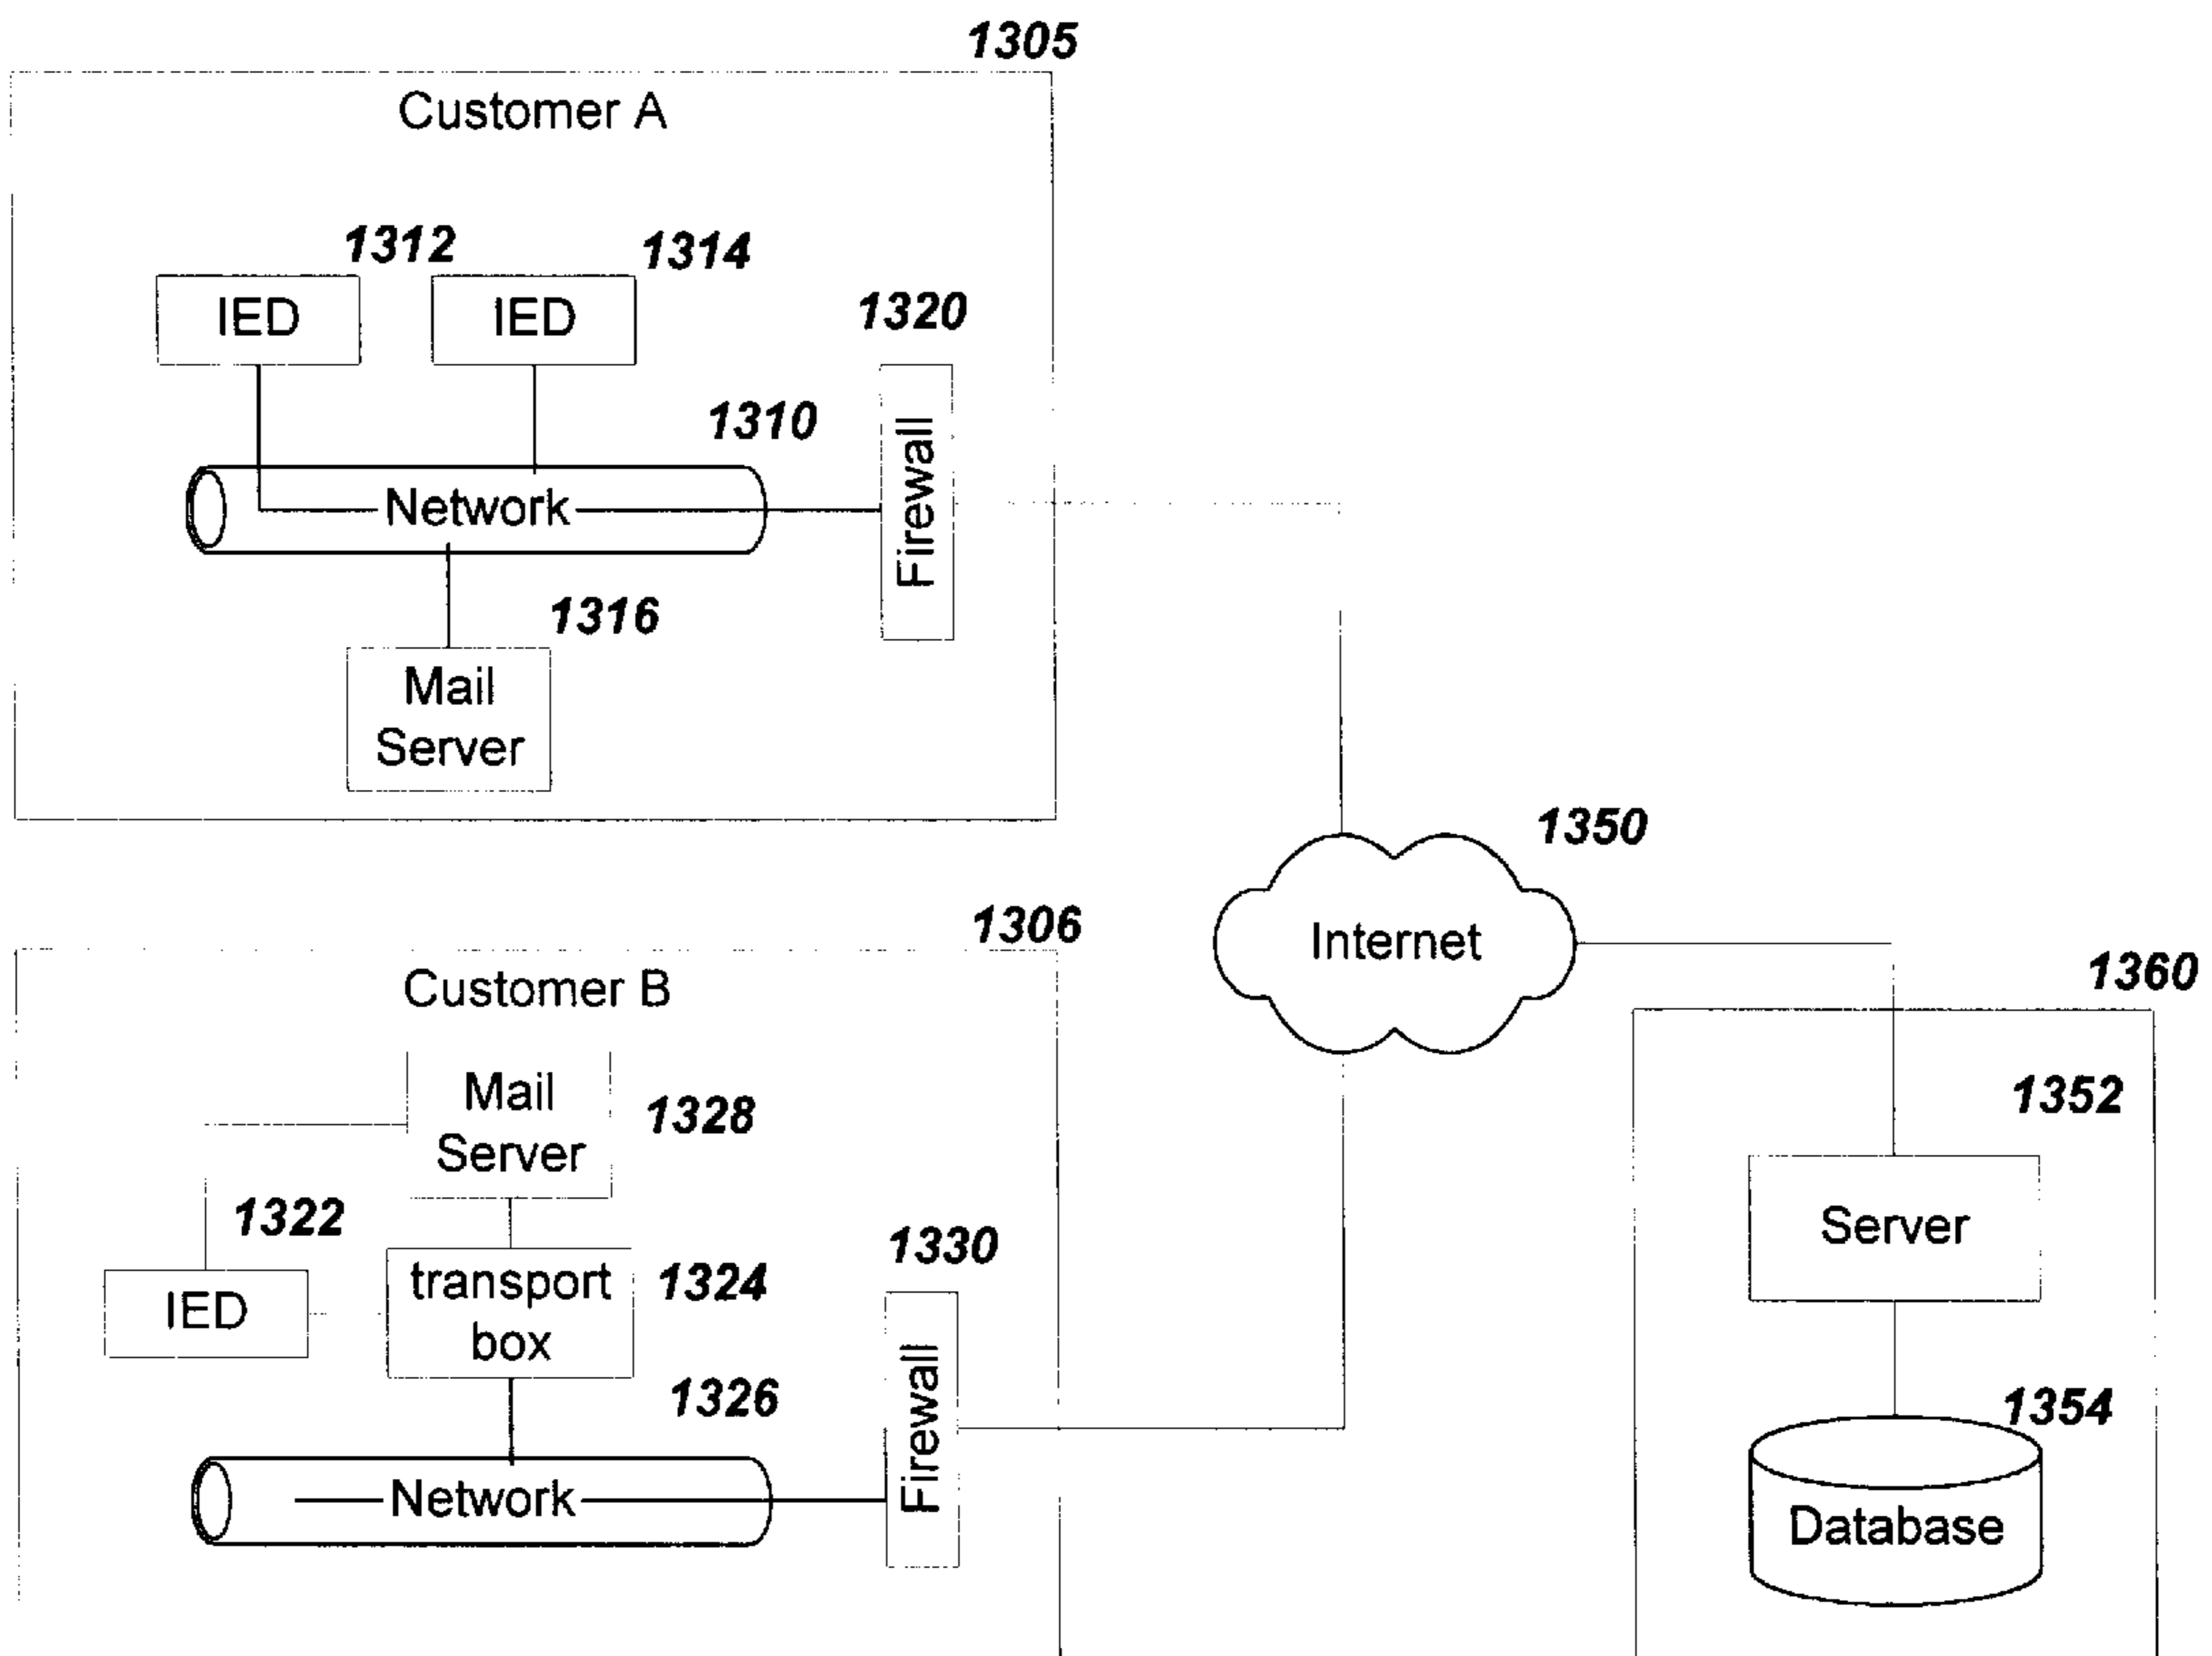 1305
Customer A
1312
1314
IED
IED
1320
1310
Network
Firewall
1316
Mail
Server
1350
Internet
1306
Customer B
1360
Mail
Server
1328
1352
1322
1330
Server
IED
transport
box
1324
1326
Firewall
1354
Network
Database